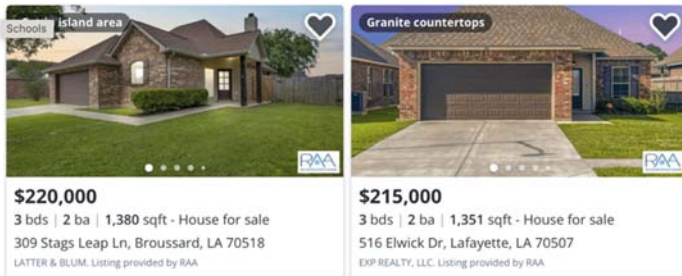 island area
Schools
RAA
$220,000
3 bds | 2 ba | 1,380 sqft - House for sale
309 Stags Leap Ln, Broussard, LA 70518
LATTER & BLUM. Listing provided by RAA
Granite countertops
RAA
$215,000
3 bds | 2 ba | 1,351 sqft - House for sale
516 Elwick Dr, Lafayette, LA 70507
EXP REALTY, LLC. Listing provided by RAA